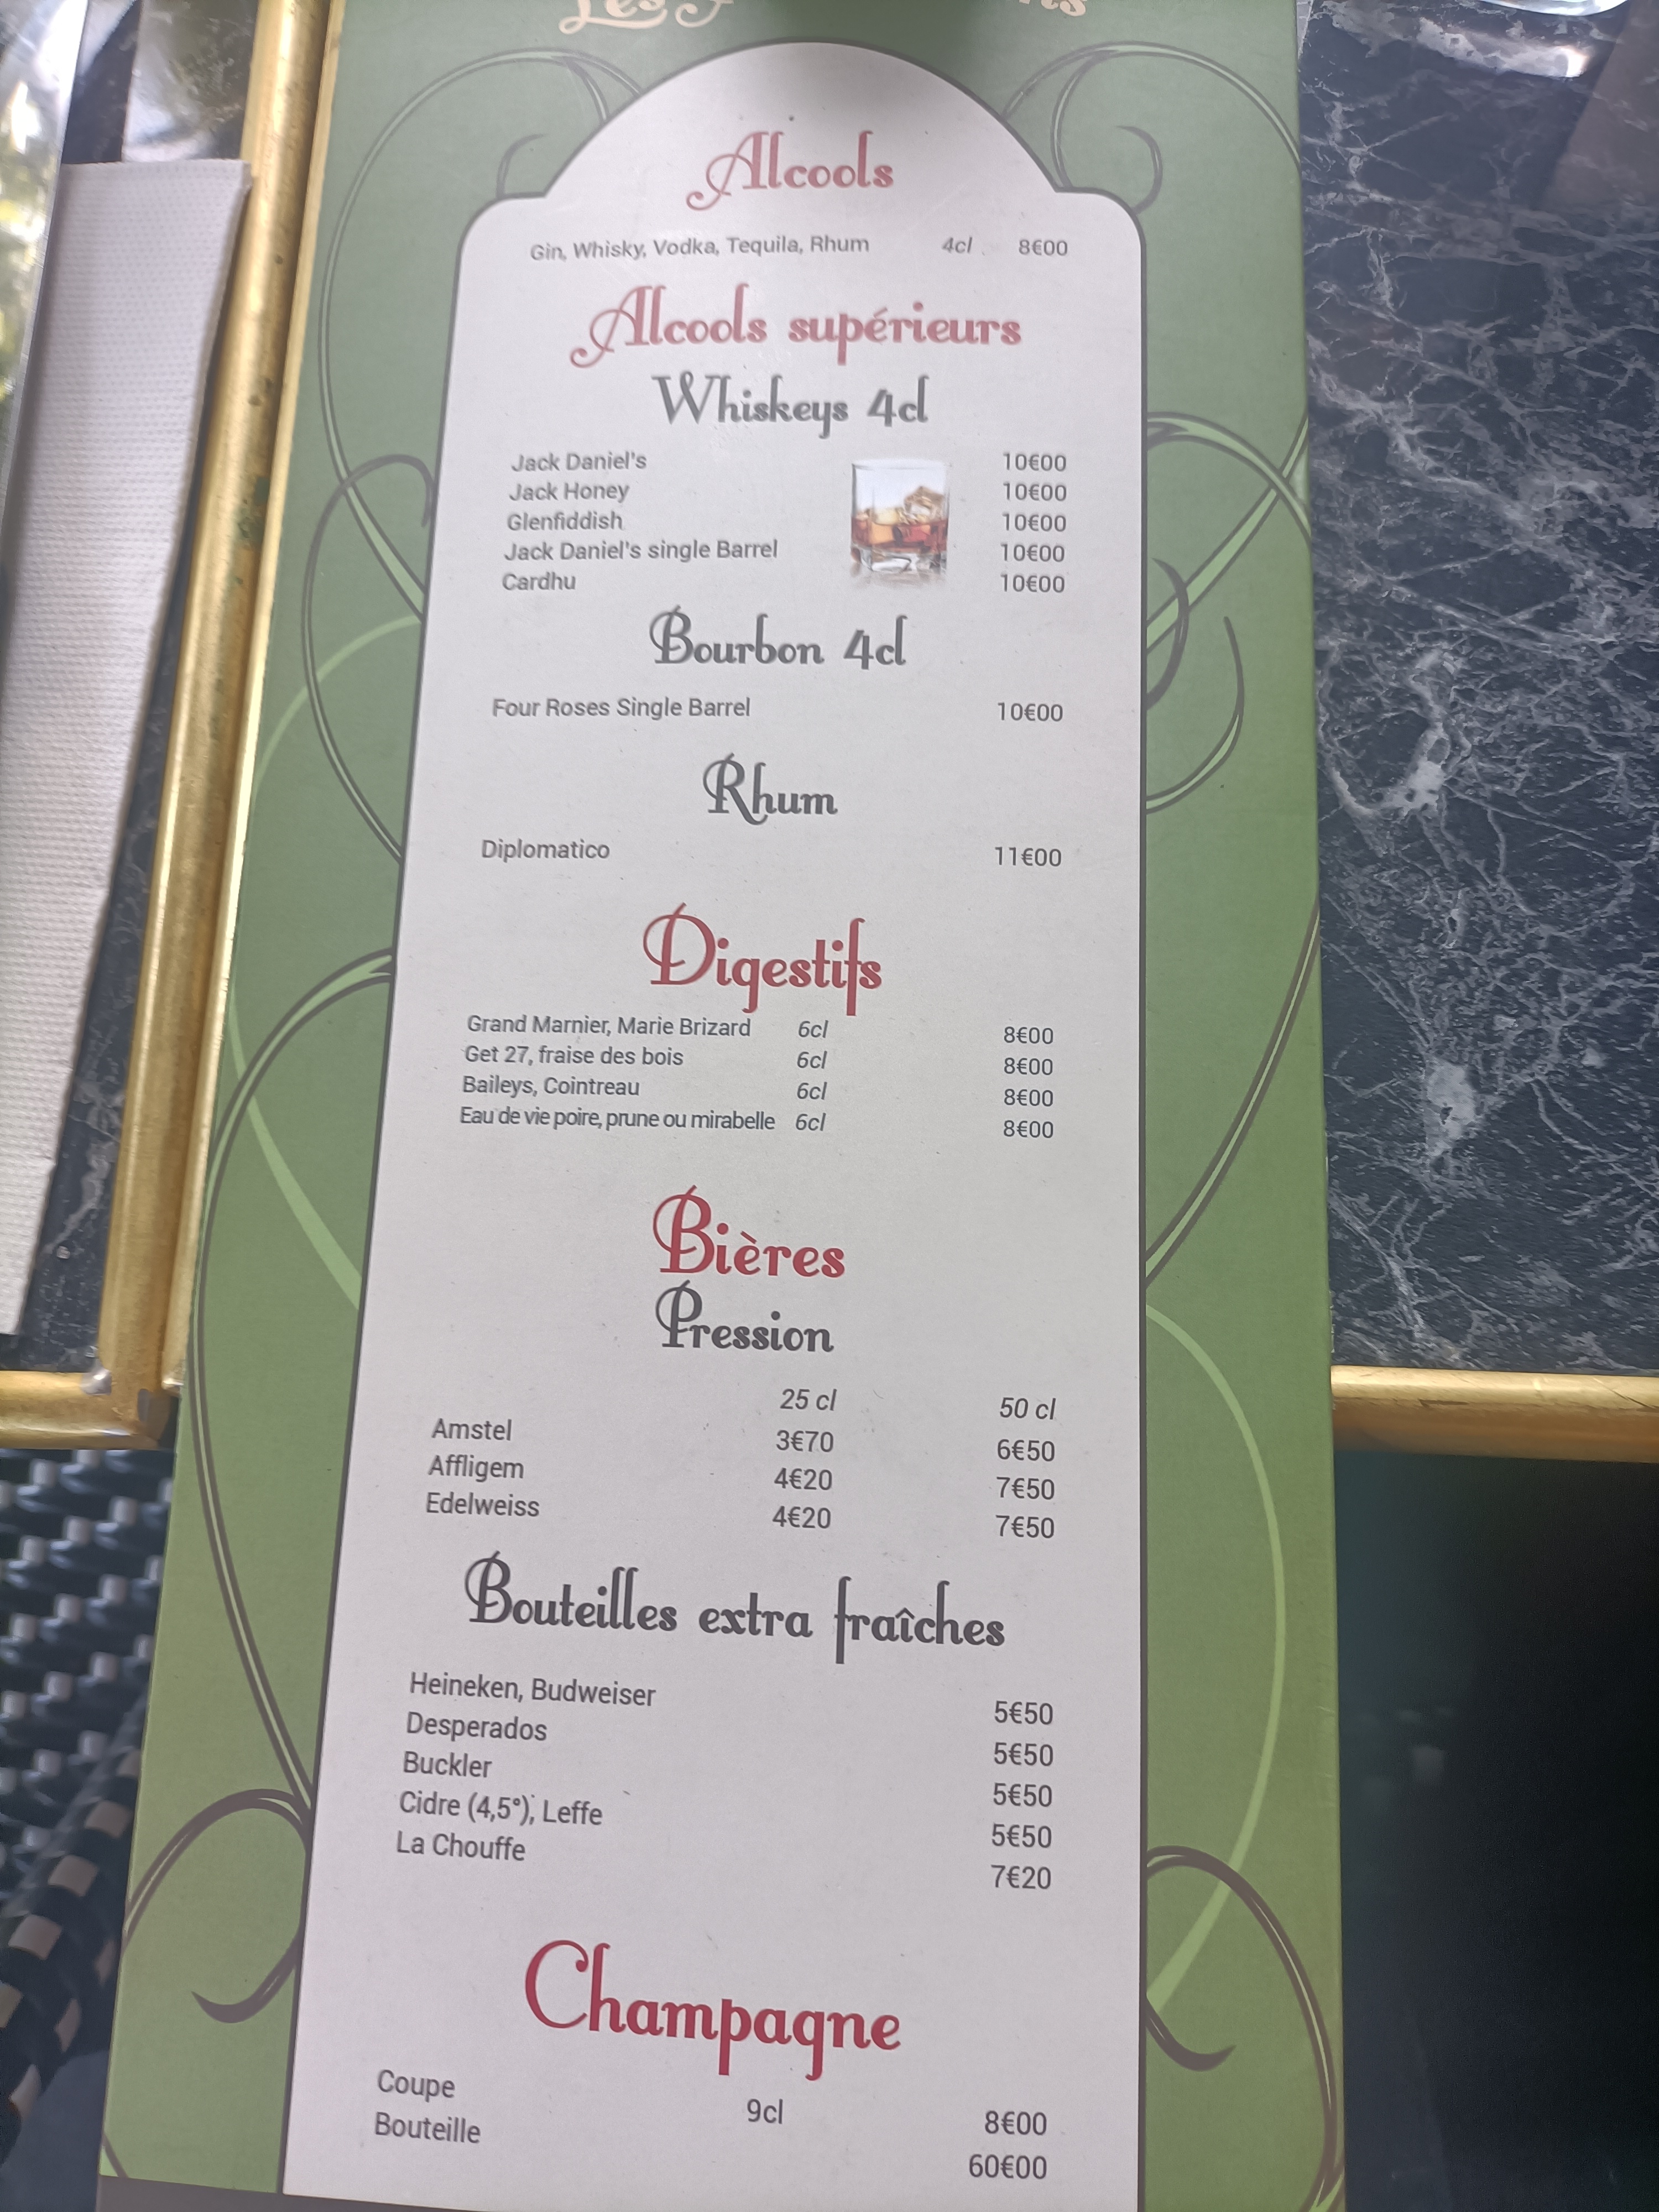 Les
Alcools
Gin, Whisky, Vodka, Tequila, Rhum 4cl 8€00
Alcools supérieurs
Whiskeys 4cl
Jack Daniel's 10€00
Jack Honey 10€00
Glenfiddish 10€00
Jack Daniel's single Barrel 10€00
Cardhu 10€00
Bourbon 4cl
Four Roses Single Barrel 10€00
Rhum
Diplomatico 11€00
Digestifs
Grand Marnier, Marie Brizard 6cl 8€00
Get 27, fraise des bois 6cl 8€00
Baileys, Cointreau 6cl 8€00
Eau de vie poire, prune ou mirabelle 6cl 8€00
Bières
Pression
25 cl 50 cl
Amstel 3€70 6€50
Affligem 4€20 7€50
Edelweiss 4€20 7€50
Bouteilles extra fraîches
Heineken, Budweiser 5€50
Desperados 5€50
Buckler 5€50
Cidre (4,5°), Leffe 5€50
La Chouffe 7€20
Champagne
Coupe 9cl 8€00
Bouteille 60€00